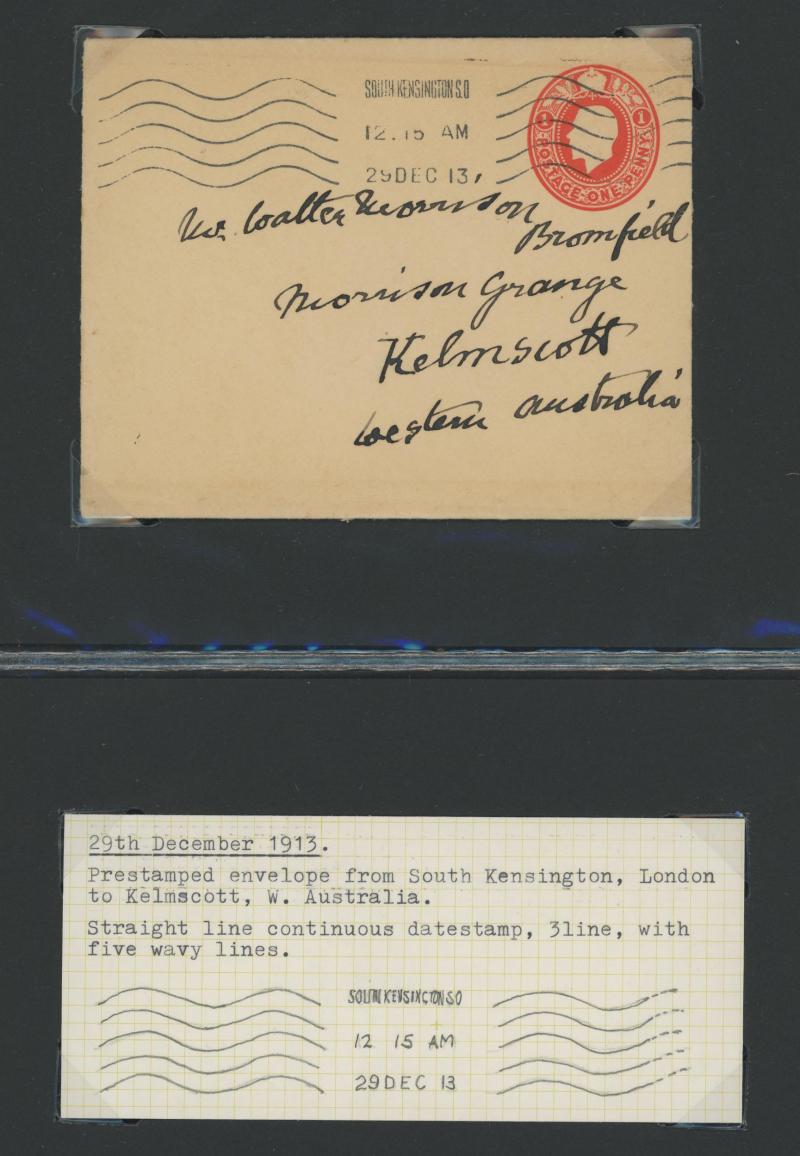 SOUTH KENSINGTON S.O
12.15 AM
29DEC 13
1 1
POSTAGE·ONE·PENNY
Mr. Walter Morrison
Bromfield
Morrison Grange
Kelmscott
Western Australia
29th December 1913.
Prestamped envelope from South Kensington, London
to Kelmscott, W. Australia.
Straight line continuous datestamp, 3line, with
five wavy lines.
SOUTH KENSINGTON S.O
12 15 AM
29 DEC 13